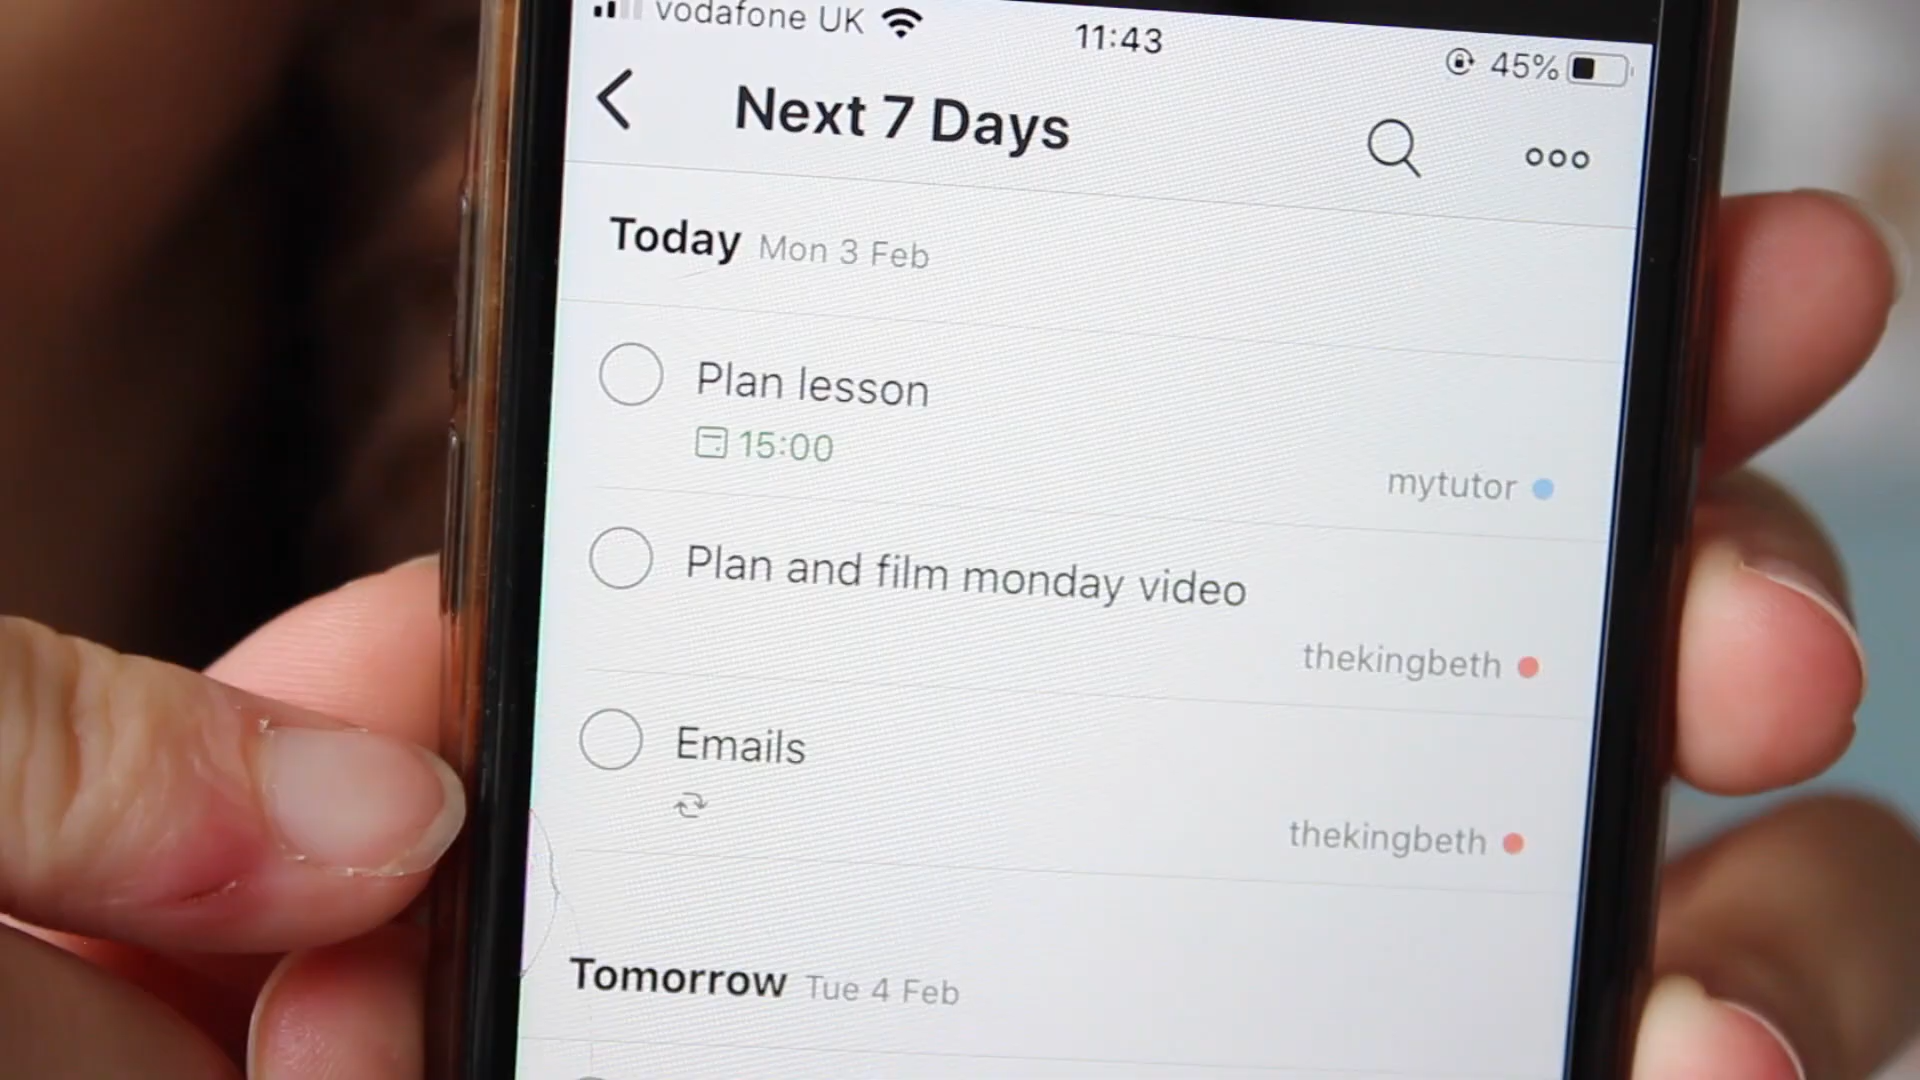 vodafone UK 11:43 45%
Next 7 Days
Today Mon 3 Feb
Plan lesson
15:00
mytutor
Plan and film monday video
thekingbeth
Emails
thekingbeth
Tomorrow Tue 4 Feb